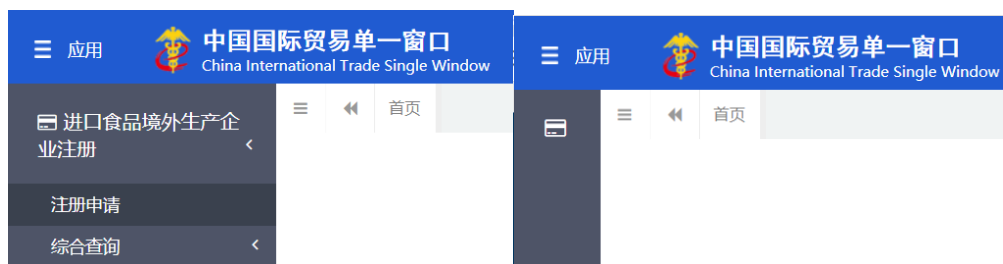 应用
中国国际贸易单一窗口
China International Trade Single Window
进口食品境外生产企
业注册
首页
注册申请
综合查询
应用
中国国际贸易单一窗口
China International Trade Single Window
首页